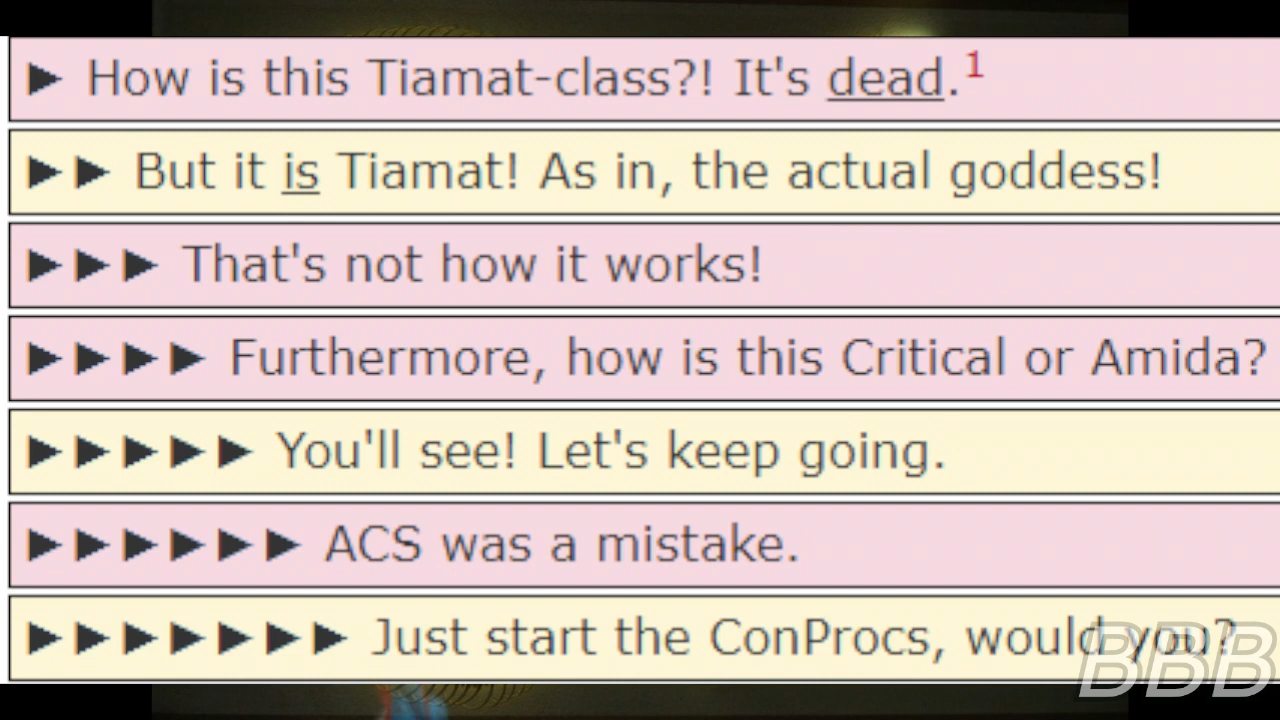 ► How is this Tiamat-class?! It's dead.1
►► But it is Tiamat! As in, the actual goddess!
►►► That's not how it works!
►►►► Furthermore, how is this Critical or Amida?
►►►►► You'll see! Let's keep going.
►►►►►► ACS was a mistake.
►►►►►►► Just start the ConProcs, would you?
BBB